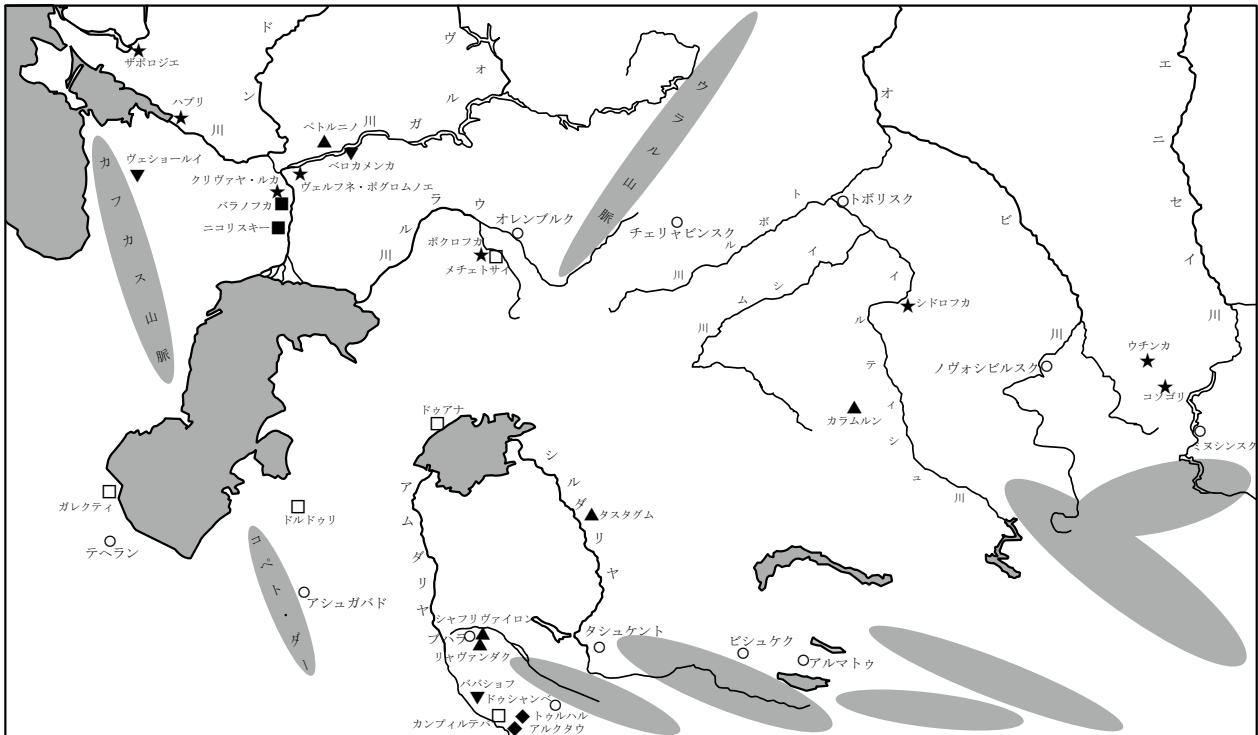 ザポロジエ
ドン川
ヴォルガ川
ハプリ
ペトルニノ
ベロカメンカ
ヴェショールイ
クリヴァヤ・ルカ
ヴェルフネ・ポグロムノエ
バラノフカ
ニコリスキー
カフカス山脈
ウラル川
ウラル山脈
オレンブルク
ポクロフカ
メチェトサイ
チェリャビンスク
トボリスク
トボル川
イシム川
イルティシュ川
オビ川
エニセイ川
シドロフカ
ノヴォシビルスク
ウチンカ
コソゴリ
ミヌシンスク
カラムルン
ドゥアナ
ガレクティ
テヘラン
ドルドゥリ
コペト・ダー
アシュガバド
アムダリヤ
シルダリヤ
タスタグム
シャフリヴァイロン
ブハラ
リャヴァンダク
タシュケント
ビシュケク
アルマトゥ
ババショフ
ドゥシャンベ
カンプィルテパ
トゥルハル
アルクタウ